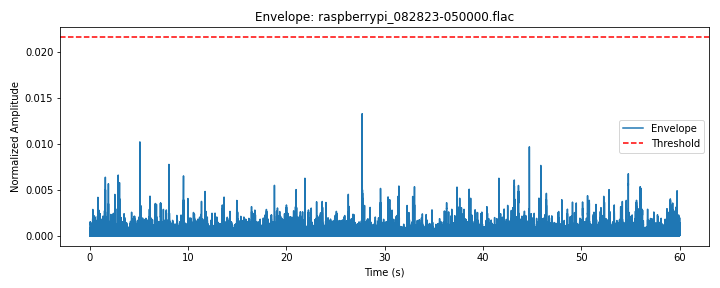 Envelope: raspberrypi_082823-050000.flac
Normalized Amplitude
0.020
0.015
0.010
0.005
0.000
Envelope
Threshold
0
10
20
30
40
50
60
Time (s)